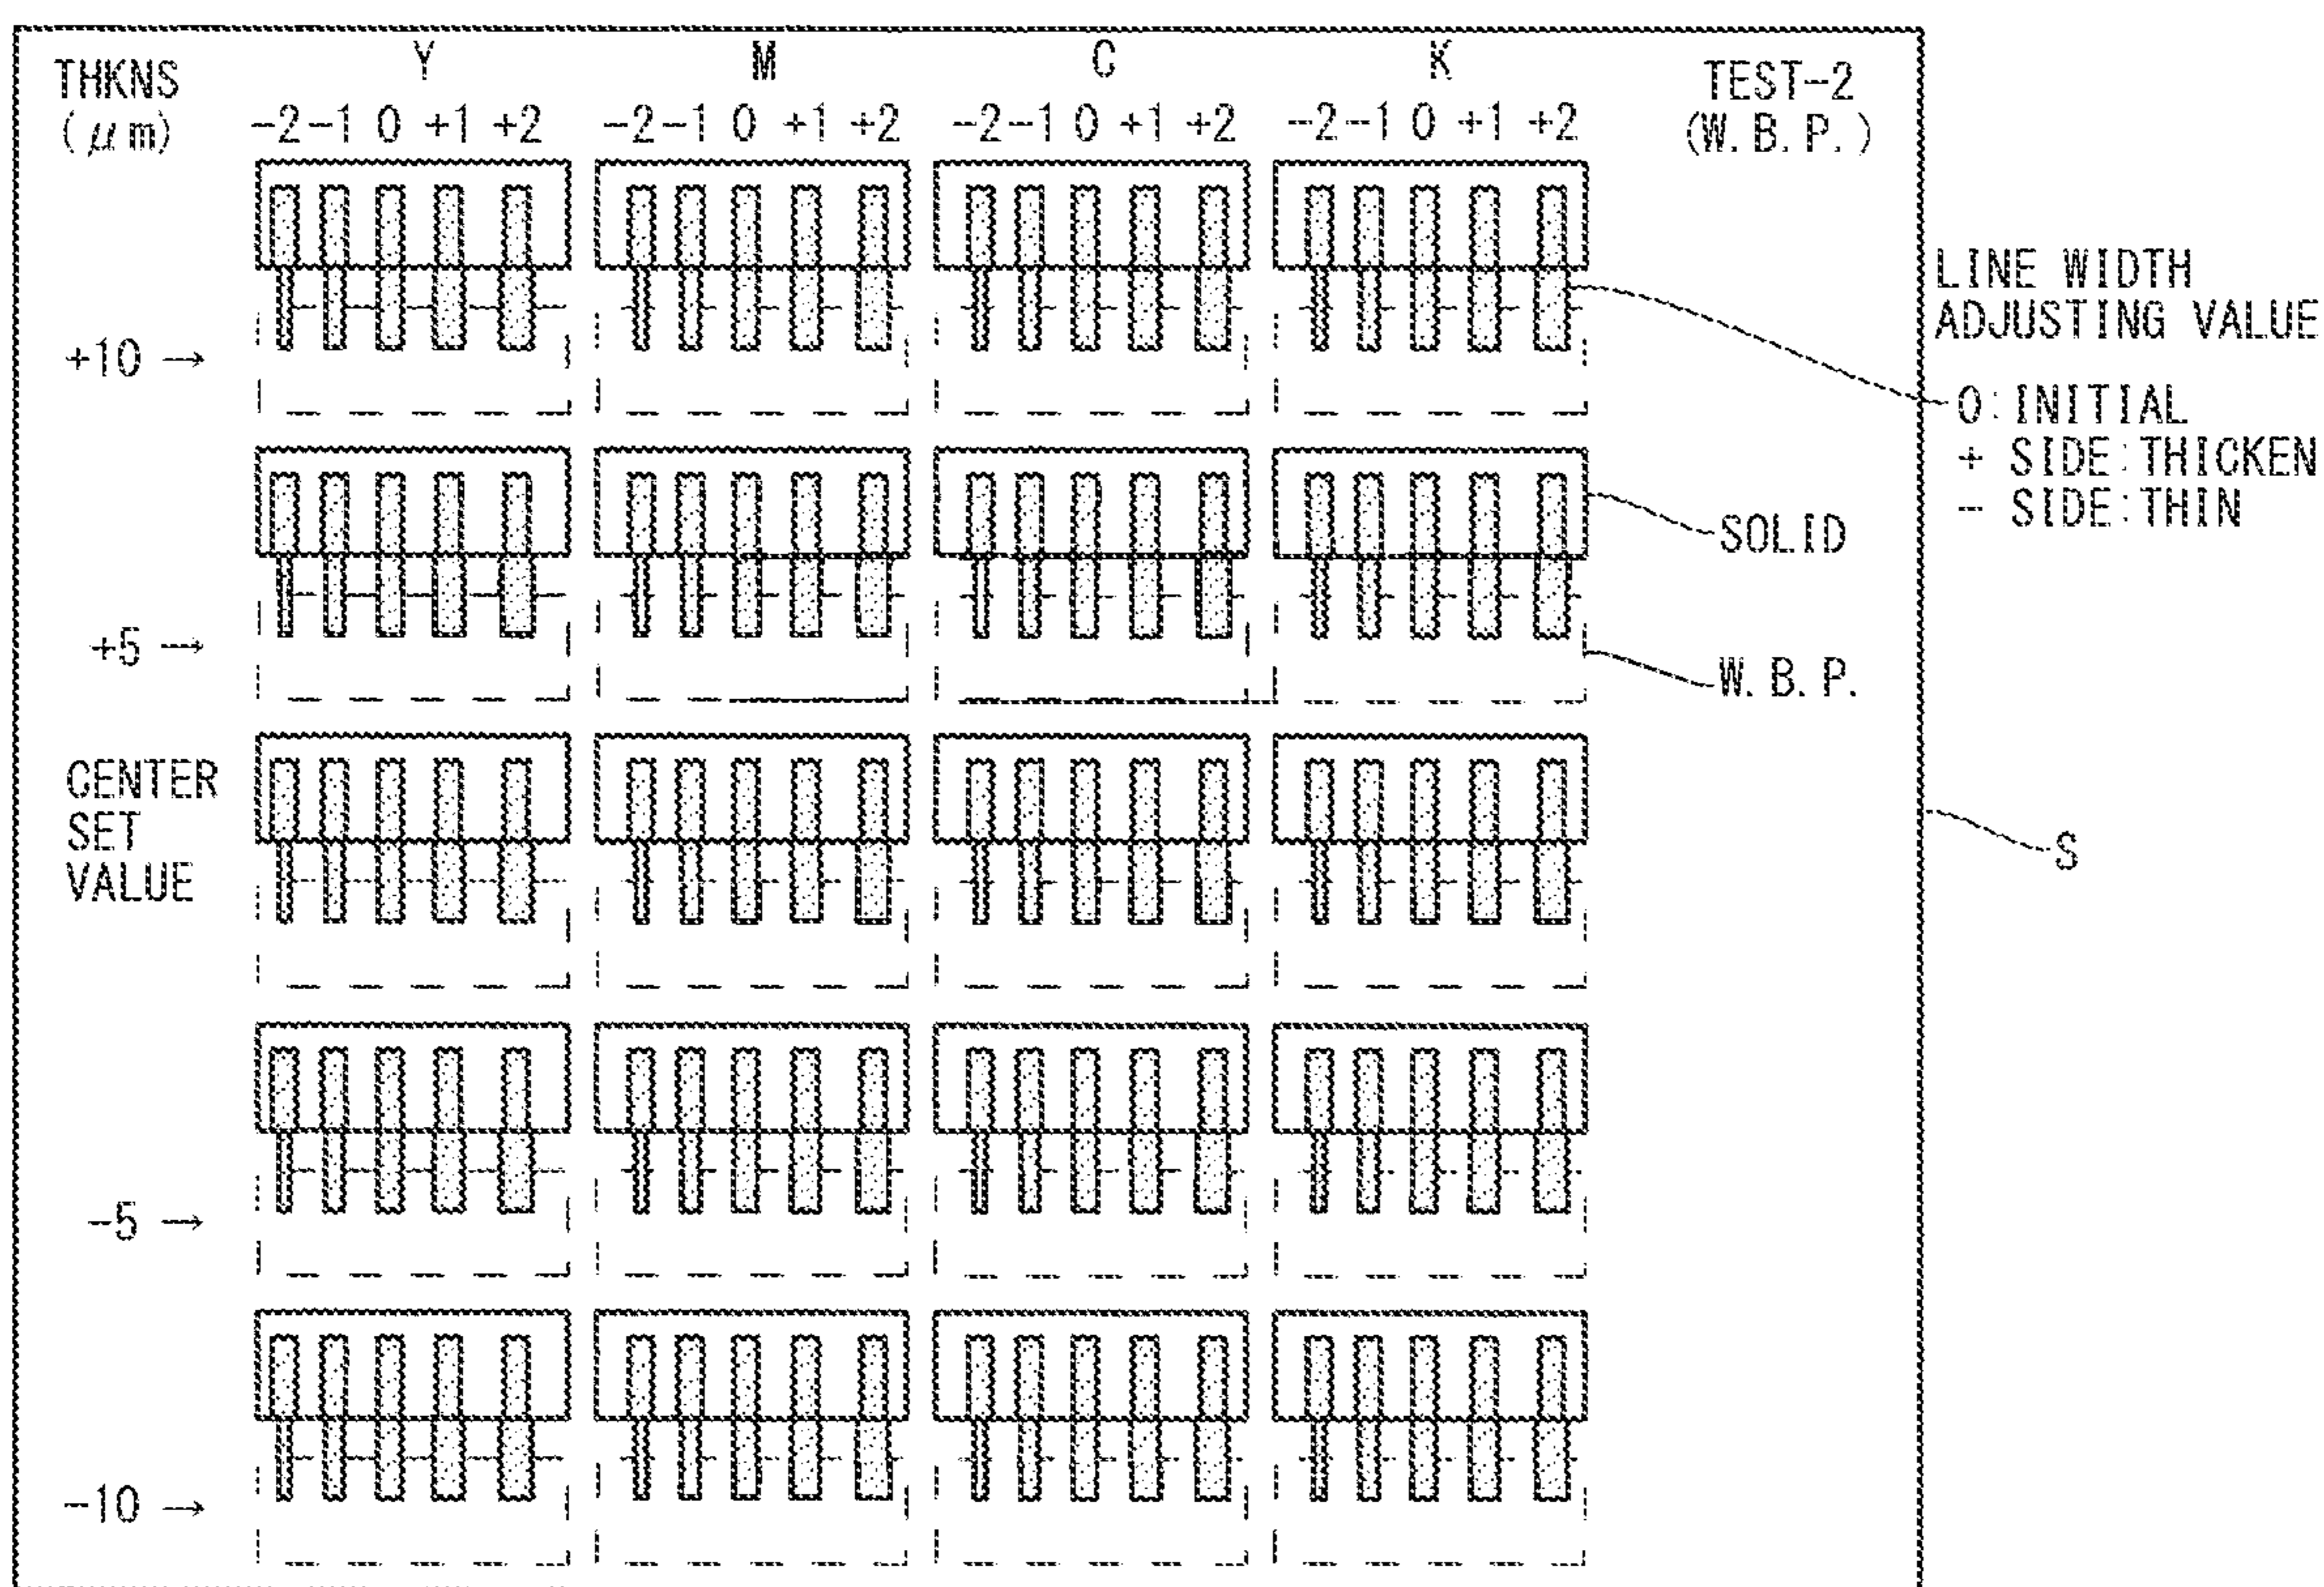 THKNS
(μm)
Y
M
C
K
-2 -1 0 +1 +2
-2 -1 0 +1 +2
-2 -1 0 +1 +2
-2 -1 0 +1 +2
TEST-2
(W.B.P.)
LINE WIDTH
ADJUSTING VALUE
0:INITIAL
+ SIDE:THICKEN
- SIDE:THIN
+10 →
SOLID
+5 →
W.B.P.
CENTER
SET
VALUE
S
-5 →
-10 →